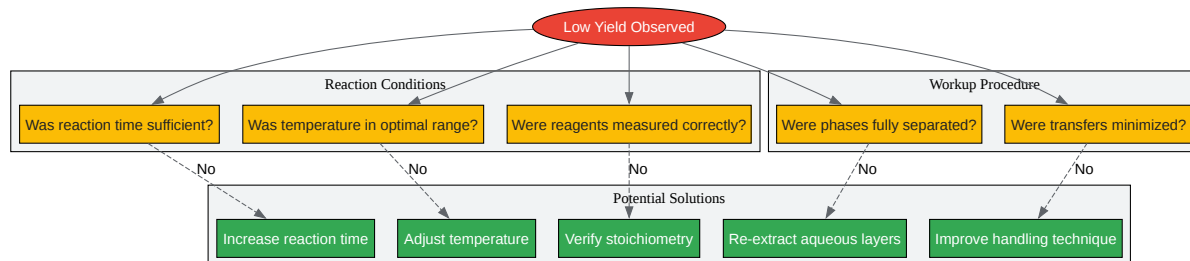 Low Yield Observed
Reaction Conditions
Workup Procedure
Was reaction time sufficient?
Was temperature in optimal range?
Were reagents measured correctly?
Were phases fully separated?
Were transfers minimized?
No
No
No
No
No
Potential Solutions
Increase reaction time
Adjust temperature
Verify stoichiometry
Re-extract aqueous layers
Improve handling technique